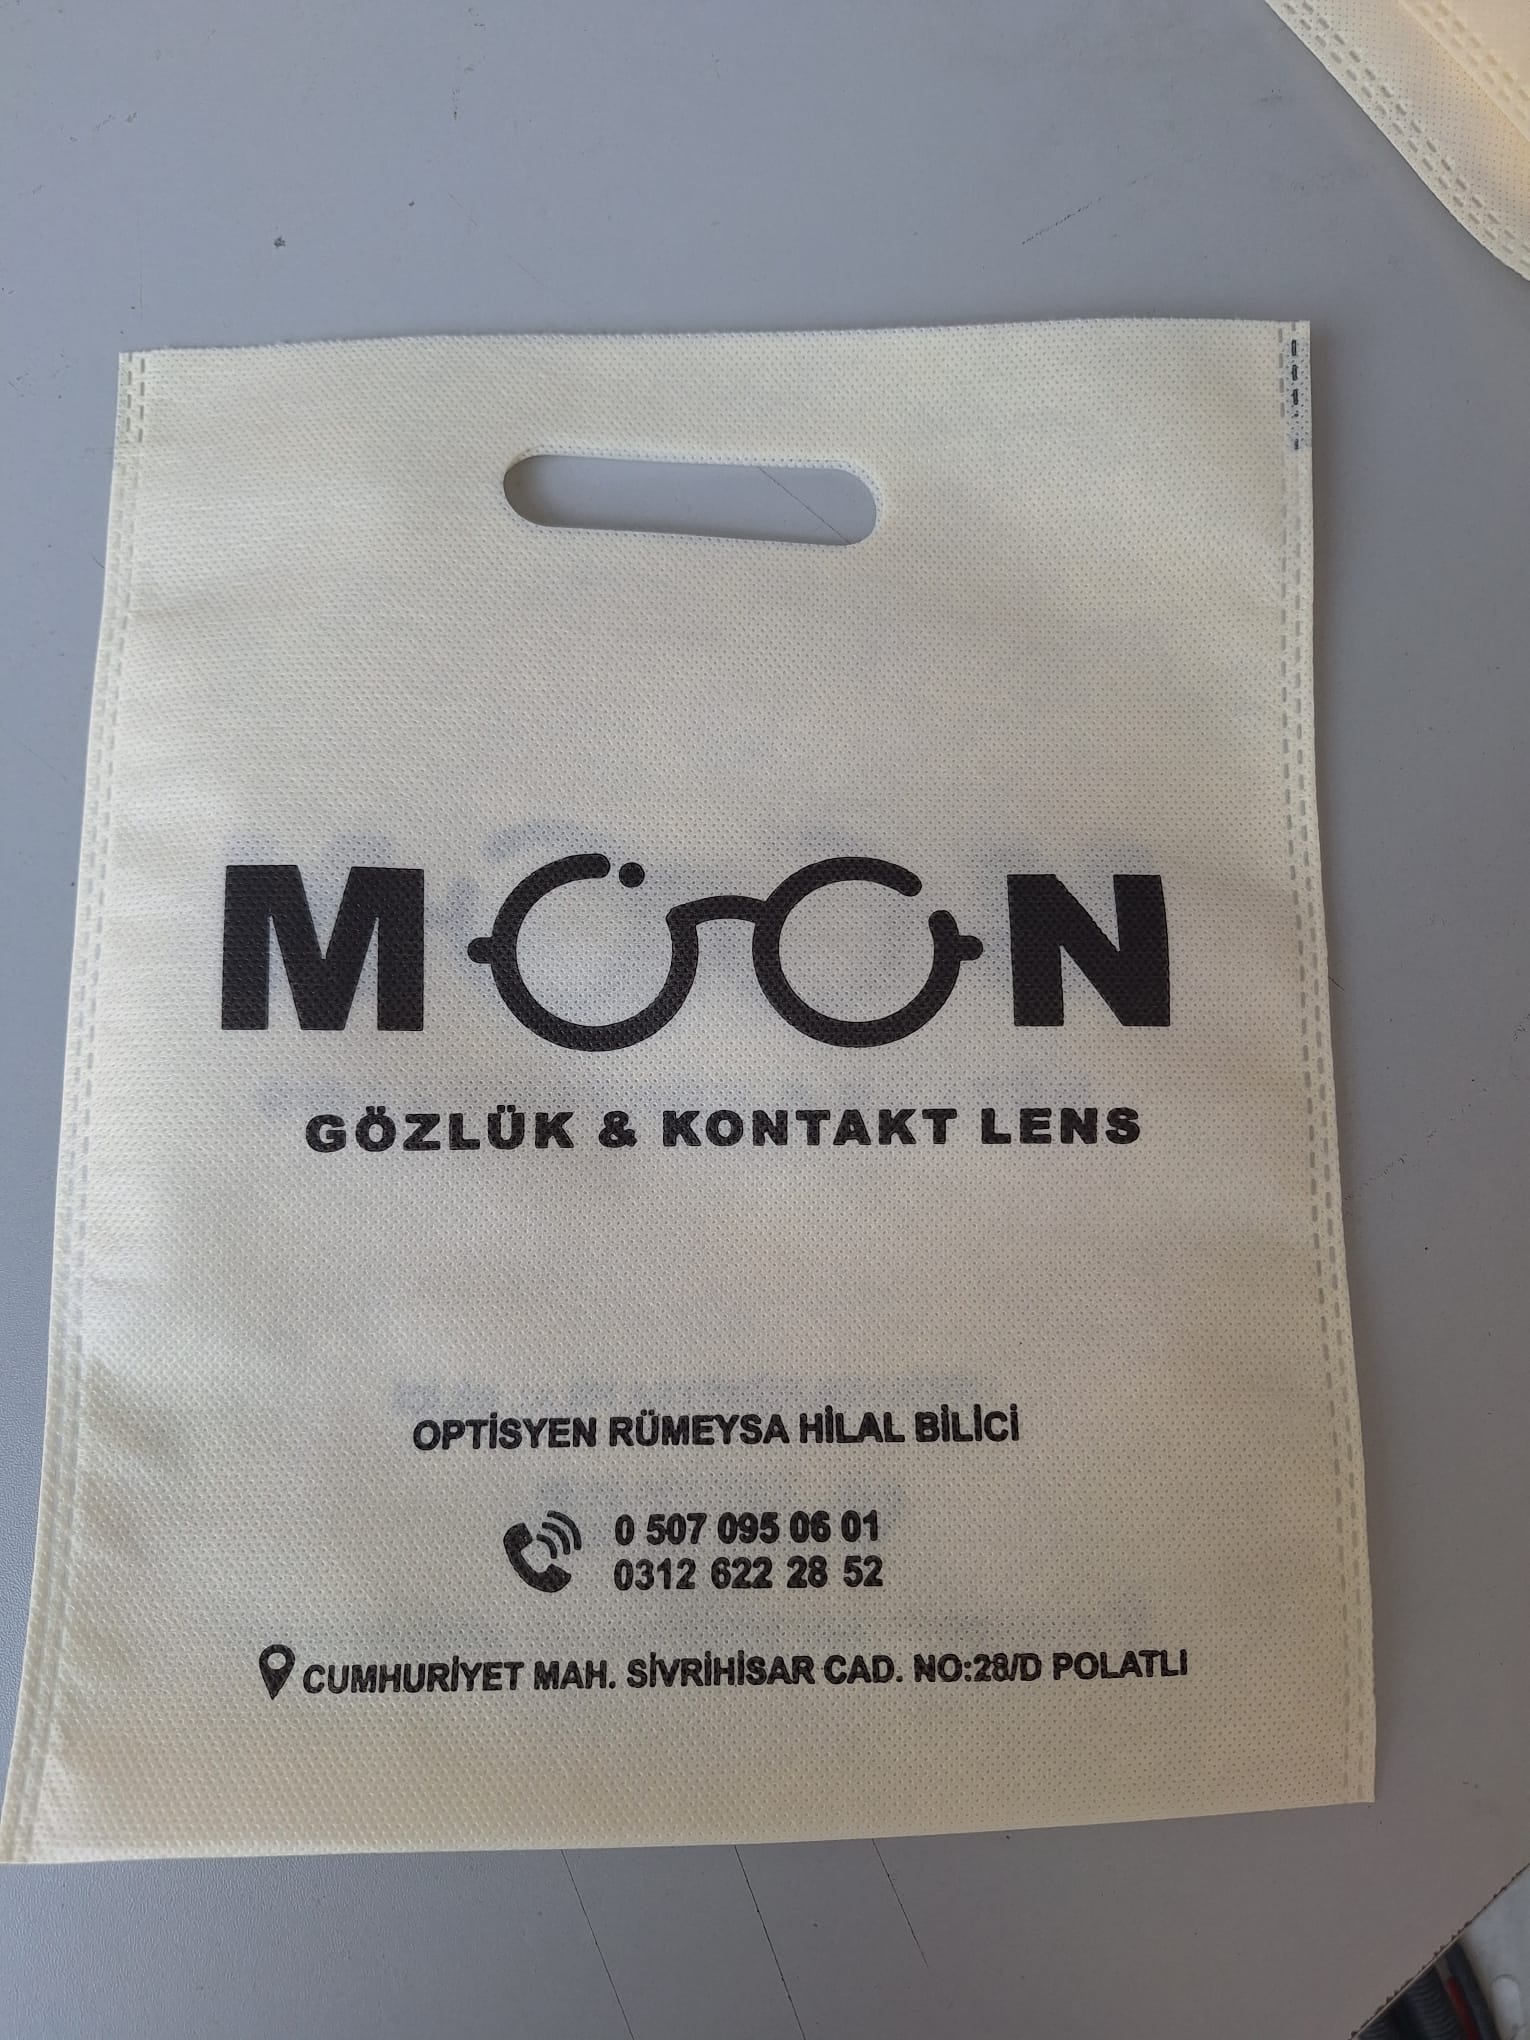 MOON
GÖZLÜK & KONTAKT LENS
OPTİSYEN RÜMEYSA HİLAL BİLİCİ
0 507 095 06 01
0312 622 28 52
CUMHURİYET MAH. SİVRİHİSAR CAD. NO:28/D POLATLI